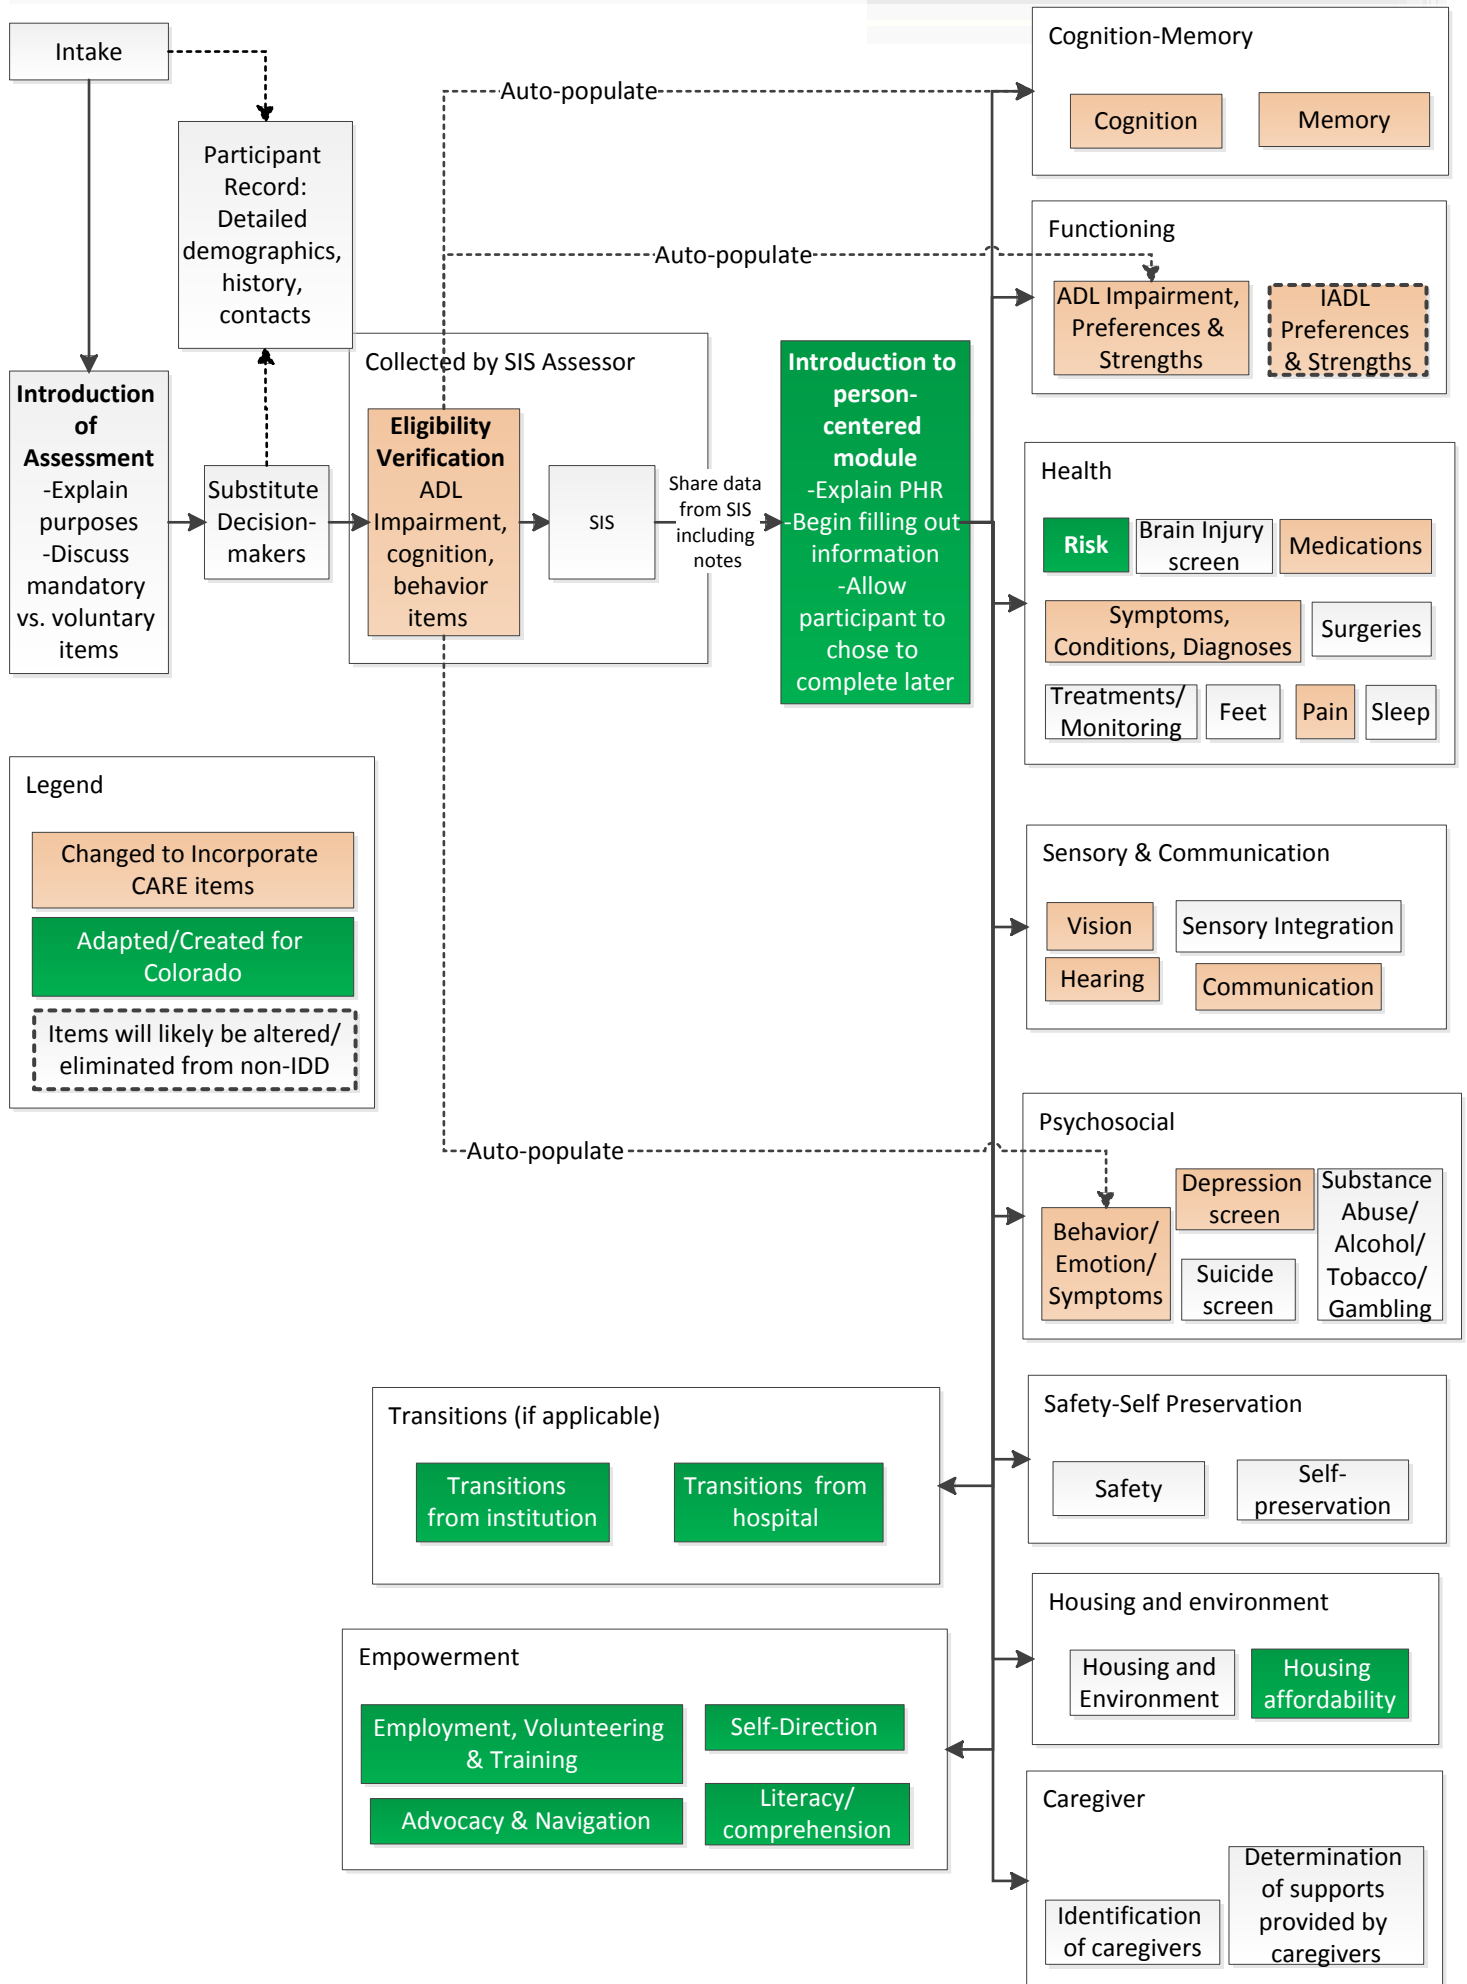 Intake
Participant
Record:
Detailed
demographics,
history,
contacts
Introduction
of
Assessment
-Explain
purposes
-Discuss
mandatory
vs. voluntary
items
Substitute
Decision-
makers
Collected by SIS Assessor
Eligibility
Verification
ADL
Impairment,
cognition,
behavior
items
SIS
Share data
from SIS
including
notes
Introduction to
person-
centered
module
-Explain PHR
-Begin filling out
information
-Allow
participant to
chose to
complete later
Auto-populate
Auto-populate
Auto-populate
Legend
Changed to Incorporate
CARE items
Adapted/Created for
Colorado
Items will likely be altered/
eliminated from non-IDD
Cognition-Memory
Cognition
Memory
Functioning
ADL Impairment,
Preferences &
Strengths
IADL
Preferences
& Strengths
Health
Risk
Brain Injury
screen
Medications
Symptoms,
Conditions, Diagnoses
Surgeries
Treatments/
Monitoring
Feet
Pain
Sleep
Sensory & Communication
Vision
Sensory Integration
Hearing
Communication
Psychosocial
Behavior/
Emotion/
Symptoms
Depression
screen
Suicide
screen
Substance
Abuse/
Alcohol/
Tobacco/
Gambling
Transitions (if applicable)
Transitions
from institution
Transitions from
hospital
Safety-Self Preservation
Safety
Self-
preservation
Housing and environment
Housing and
Environment
Housing
affordability
Empowerment
Employment, Volunteering
& Training
Self-Direction
Advocacy & Navigation
Literacy/
comprehension
Caregiver
Identification
of caregivers
Determination
of supports
provided by
caregivers